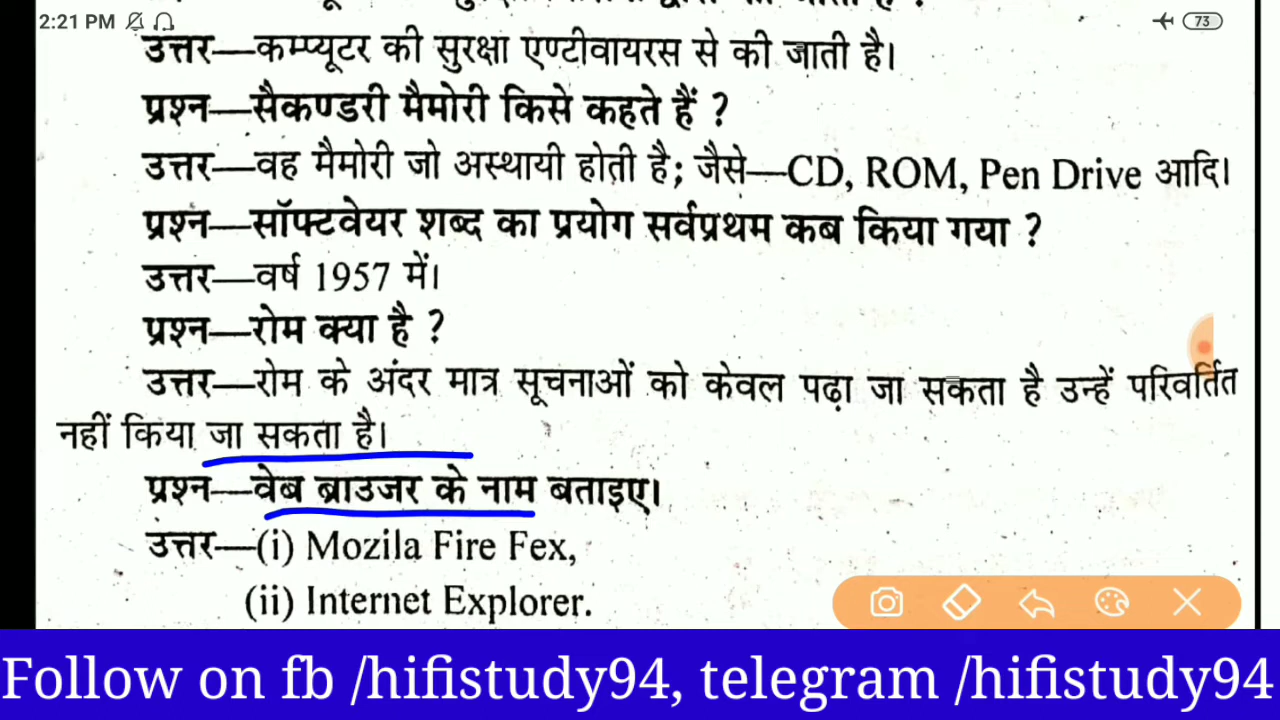 2:21 PM
73
उत्तर—कम्प्यूटर की सुरक्षा एण्टीवायरस से की जाती है।
प्रश्न—सैकण्डरी मैमोरी किसे कहते हैं ?
उत्तर—वह मैमोरी जो अस्थायी होती है; जैसे—CD, ROM, Pen Drive आदि।
प्रश्न—सॉफ्टवेयर शब्द का प्रयोग सर्वप्रथम कब किया गया ?
उत्तर—वर्ष 1957 में।
प्रश्न—रोम क्या है ?
उत्तर—रोम के अंदर मात्र सूचनाओं को केवल पढ़ा जा सकता है उन्हें परिवर्तित
नहीं किया जा सकता है।
प्रश्न—वेब ब्राउजर के नाम बताइए।
उत्तर—(i) Mozila Fire Fex,
(ii) Internet Explorer.
Follow on fb /hifistudy94, telegram /hifistudy94